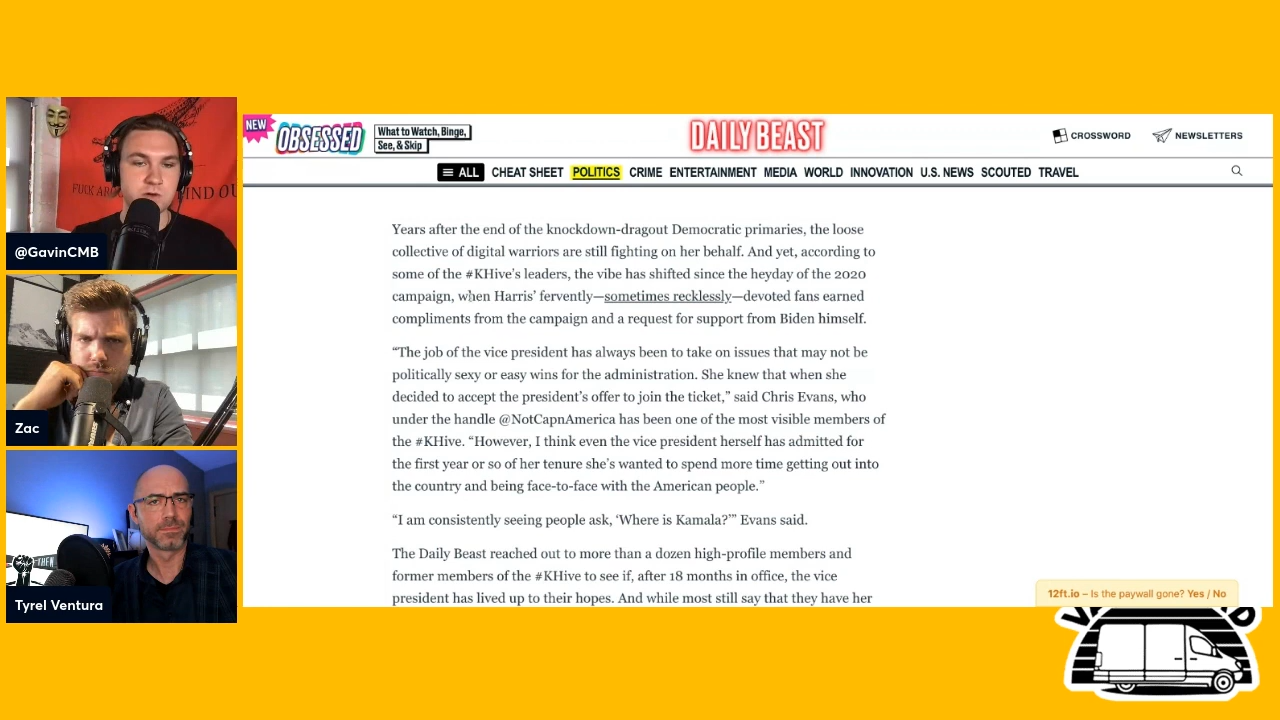 FUCK
IND OU
@GavinCMB
Zac
THEN
Tyrel Ventura
NEW
OBSESSED
What to Watch, Binge,
See, & Skip
DAILY BEAST
CROSSWORD
NEWSLETTERS
ALL CHEAT SHEET POLITICS CRIME ENTERTAINMENT MEDIA WORLD INNOVATION U.S. NEWS SCOUTED TRAVEL
Years after the end of the knockdown-dragout Democratic primaries, the loose
collective of digital warriors are still fighting on her behalf. And yet, according to
some of the #KHive's leaders, the vibe has shifted since the heyday of the 2020
campaign, when Harris’ fervently—sometimes recklessly—devoted fans earned
compliments from the campaign and a request for support from Biden himself.
“The job of the vice president has always been to take on issues that may not be
politically sexy or easy wins for the administration. She knew that when she
decided to accept the president’s offer to join the ticket,” said Chris Evans, who
under the handle @NotCapnAmerica has been one of the most visible members of
the #KHive. “However, I think even the vice president herself has admitted for
the first year or so of her tenure she’s wanted to spend more time getting out into
the country and being face-to-face with the American people.”
“I am consistently seeing people ask, ‘Where is Kamala?’” Evans said.
The Daily Beast reached out to more than a dozen high-profile members and
former members of the #KHive to see if, after 18 months in office, the vice
president has lived up to their hopes. And while most still say that they have her
12ft.io – Is the paywall gone? Yes / No